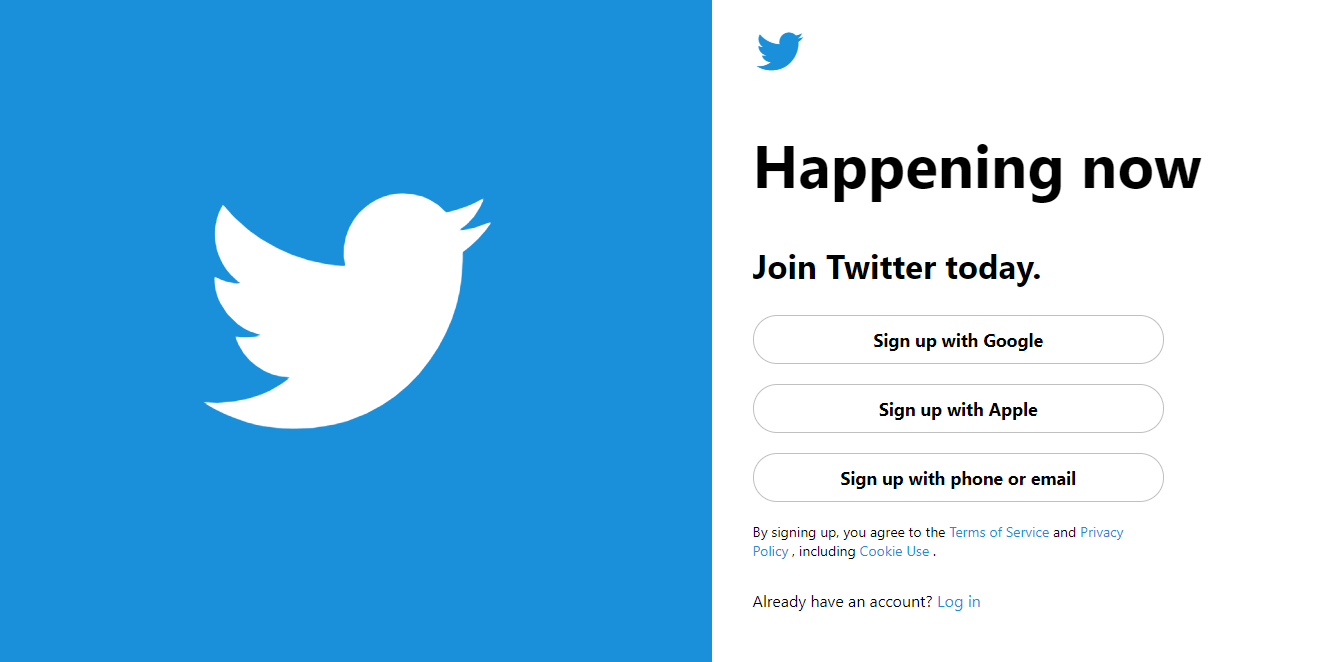 Happening now
Join Twitter today.
Sign up with Google
Sign up with Apple
Sign up with phone or email
By signing up, you agree to the Terms of Service and Privacy
Policy , including Cookie Use .
Already have an account? Log in